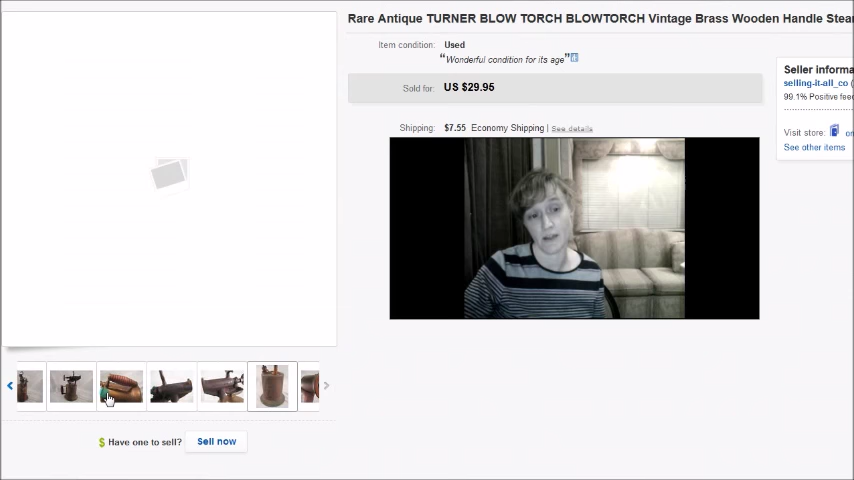 Rare Antique TURNER BLOW TORCH BLOWTORCH Vintage Brass Wooden Handle Stea
Item condition: Used
“Wonderful condition for its age”
Sold for: US $29.95
Shipping: $7.55 Economy Shipping | See details
Seller informa
selling-it-all_co (
99.1% Positive fee
Visit store: on
See other items
$ Have one to sell? Sell now